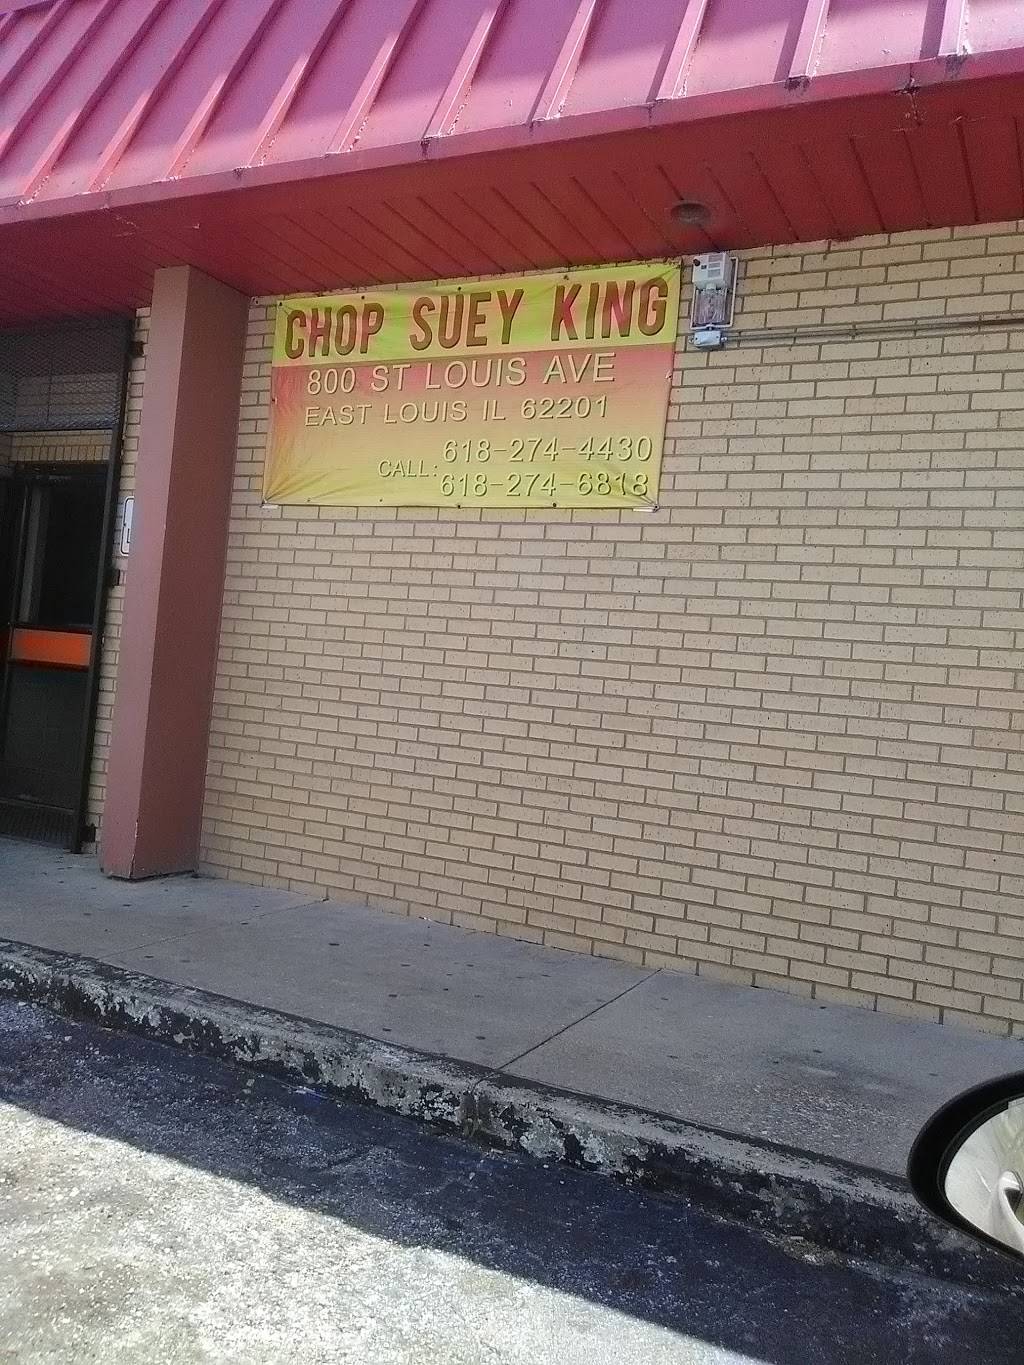 CHOP SUEY KING
800 ST LOUIS AVE
EAST LOUIS IL 62201
618-274-4430
CALL:
618-274-6818